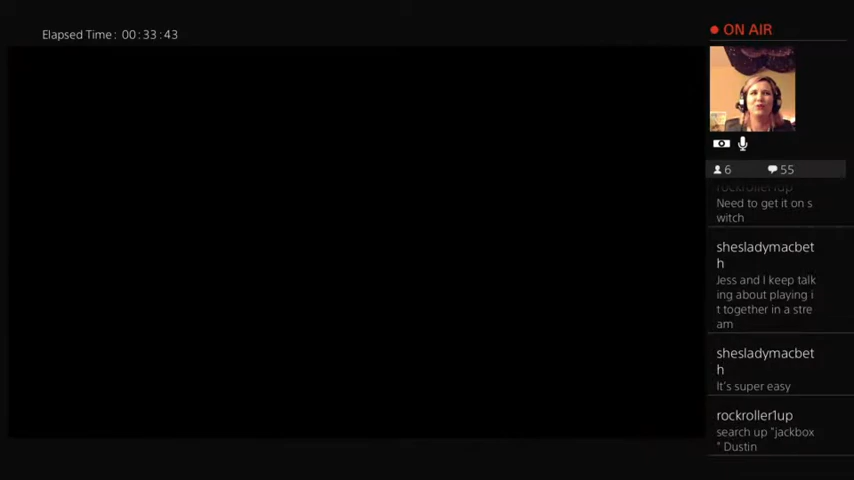 Elapsed Time: 00:33:43
ON AIR
6 55
rockroller1up
Need to get it on s
witch
shesladymacbet
h
Jess and I keep talk
ing about playing i
t together in a stre
am
shesladymacbet
h
It's super easy
rockroller1up
search up "jackbox
" Dustin